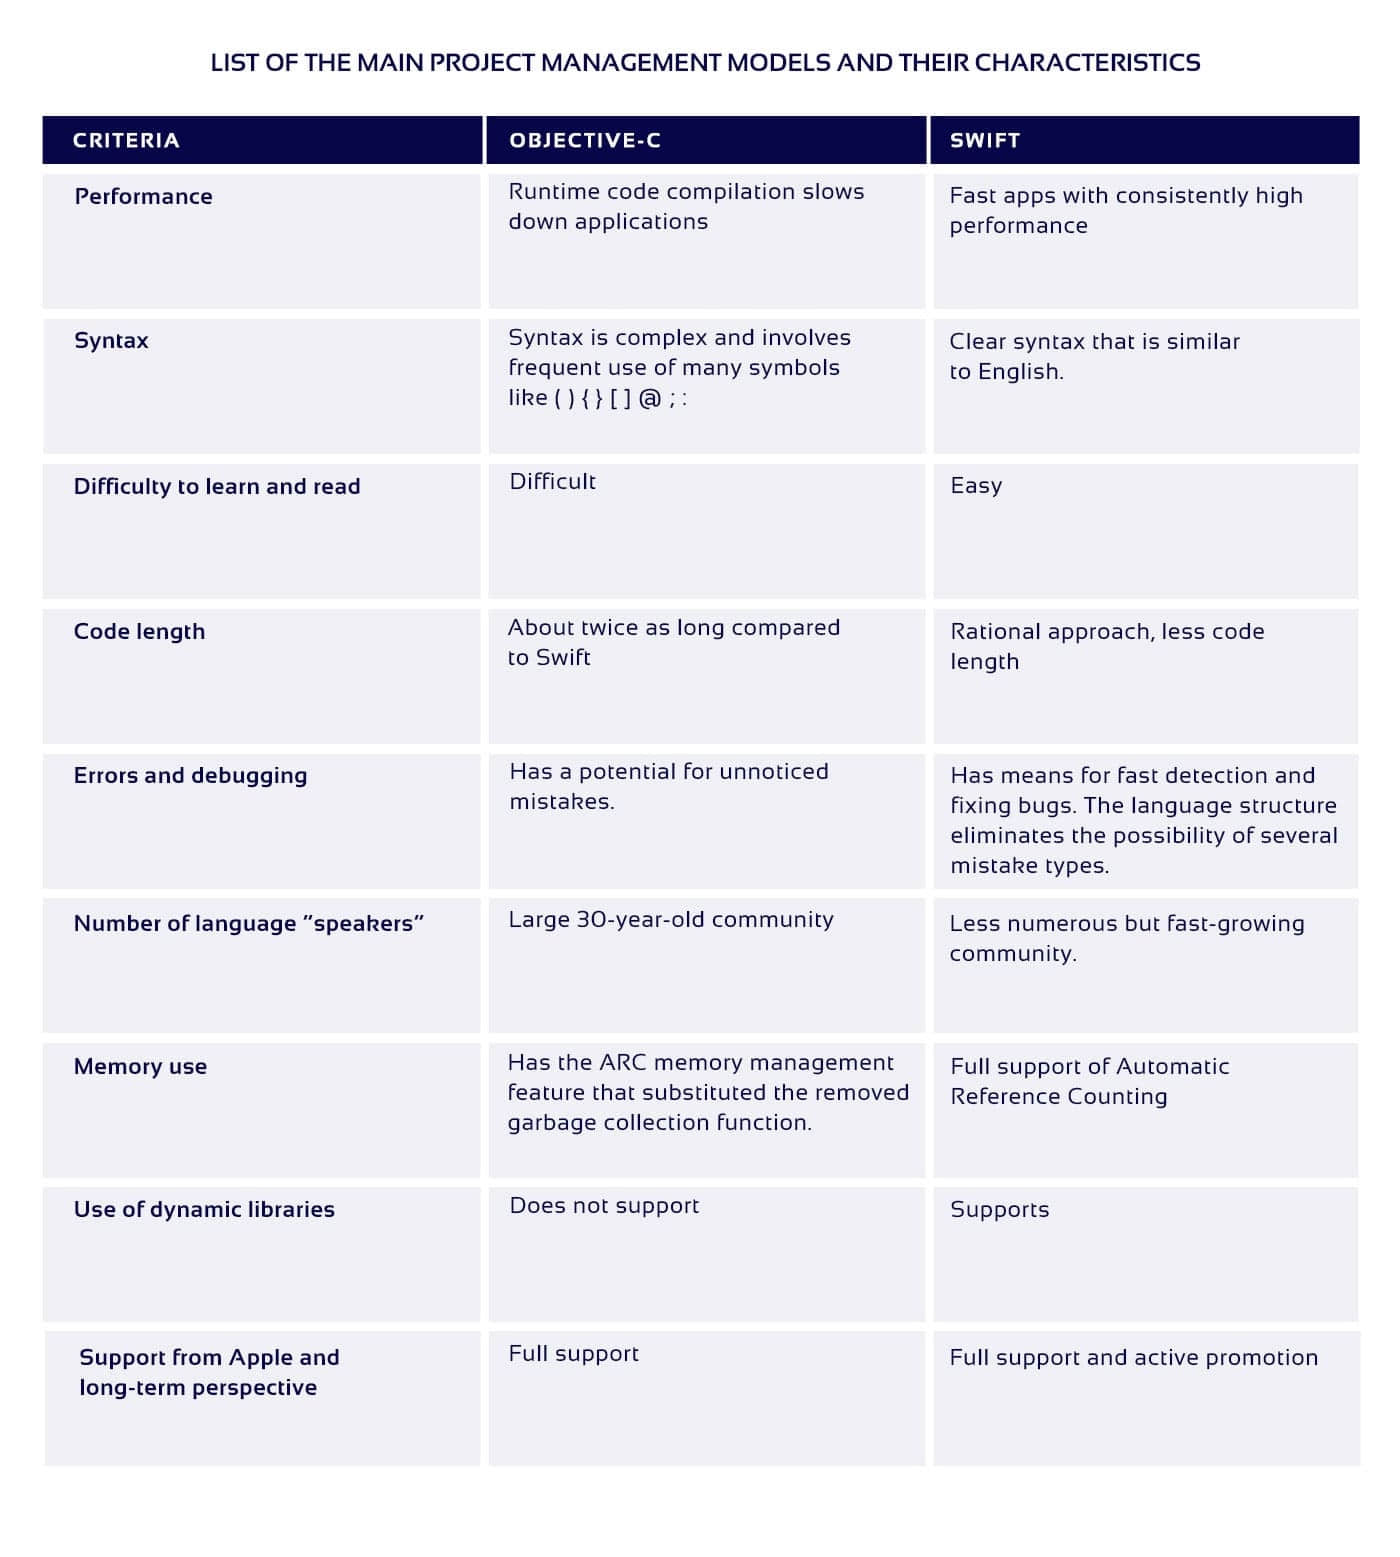 LIST OF THE MAIN PROJECT MANAGEMENT MODELS AND THEIR CHARACTERISTICS
CRITERIA
OBJECTIVE-C
SWIFT
Performance
Runtime code compilation slows
down applications
Fast apps with consistently high
performance
Syntax
Syntax is complex and involves
frequent use of many symbols
like ( ) { } [ ] @ ; :
Clear syntax that is similar
to English.
Difficulty to learn and read
Difficult
Easy
Code length
About twice as long compared
to Swift
Rational approach, less code
length
Errors and debugging
Has a potential for unnoticed
mistakes.
Has means for fast detection and
fixing bugs. The language structure
eliminates the possibility of several
mistake types.
Number of language ”speakers”
Large 30-year-old community
Less numerous but fast-growing
community.
Memory use
Has the ARC memory management
feature that substituted the removed
garbage collection function.
Full support of Automatic
Reference Counting
Use of dynamic libraries
Does not support
Supports
Support from Apple and
long-term perspective
Full support
Full support and active promotion